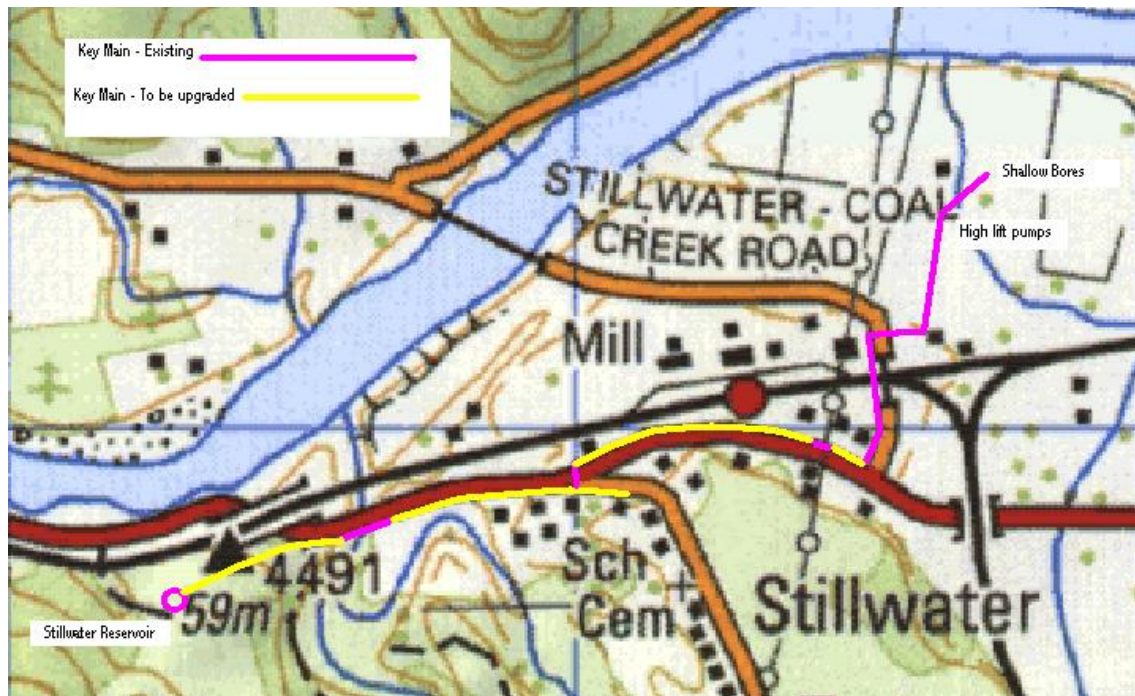 Key Main - Existing
Key Main - To be upgraded
Shallow Bores
STILLWATER - COAL
CREEK ROAD
High lift pumps
Mill
4491
Sch
59m
Cem
Stillwater
Stillwater Reservoir